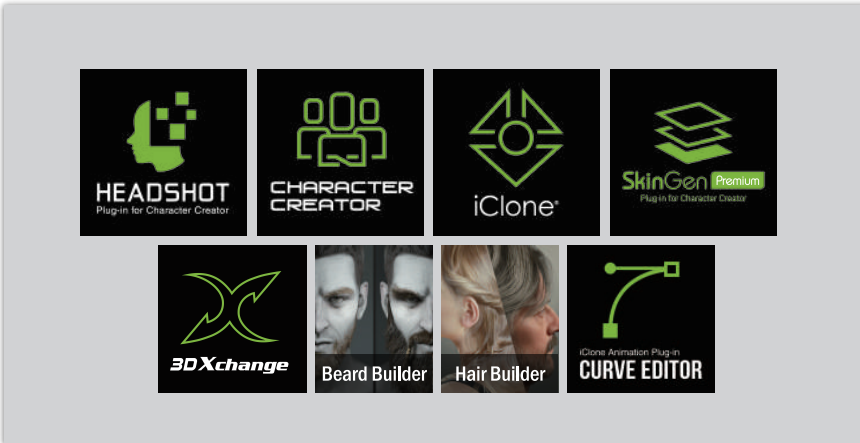 HEADSHOT
Plug-in for Character Creator
CHARACTER
CREATOR
iClone®
SkinGen Premium
Plug-in for Character Creator
3DXchange
Beard Builder
Hair Builder
iClone Animation Plug-in
CURVE EDITOR